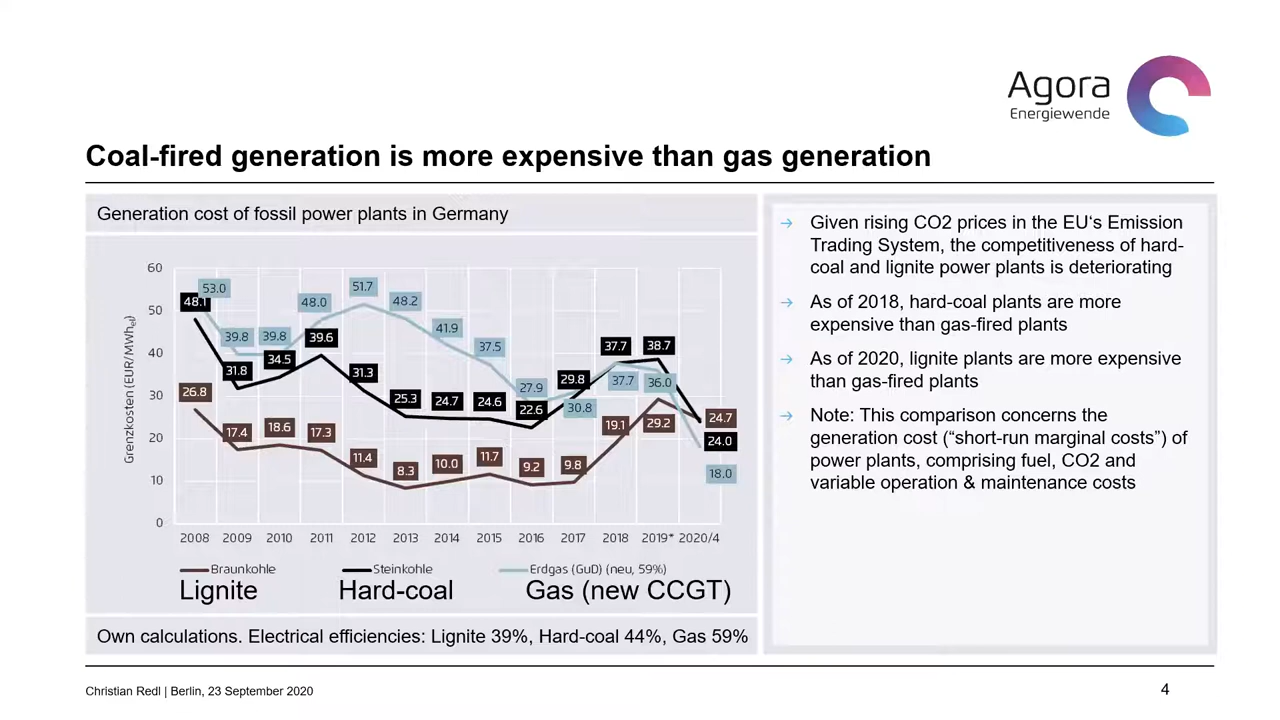 Agora
Energiewende
Coal-fired generation is more expensive than gas generation
Generation cost of fossil power plants in Germany
Grenzkosten (EUR/MWhel)
60
50
40
30
20
10
0
53.0
39.8
39.8
48.0
51.7
48.2
41.9
37.5
27.9
30.8
37.7
36.0
18.0
48.1
31.8
34.5
39.6
31.3
25.3
24.7
24.6
22.6
29.8
37.7
38.7
24.0
26.8
17.4
18.6
17.3
11.4
8.3
10.0
11.7
9.2
9.8
19.1
29.2
24.7
2008 2009 2010 2011 2012 2013 2014 2015 2016 2017 2018 2019* 2020/4
Braunkohle Steinkohle Erdgas (GuD) (neu, 59%)
Lignite Hard-coal Gas (new CCGT)
Own calculations. Electrical efficiencies: Lignite 39%, Hard-coal 44%, Gas 59%
→ Given rising CO2 prices in the EU‘s Emission
Trading System, the competitiveness of hard-
coal and lignite power plants is deteriorating
→ As of 2018, hard-coal plants are more
expensive than gas-fired plants
→ As of 2020, lignite plants are more expensive
than gas-fired plants
→ Note: This comparison concerns the
generation cost (“short-run marginal costs”) of
power plants, comprising fuel, CO2 and
variable operation & maintenance costs
Christian Redl | Berlin, 23 September 2020
4